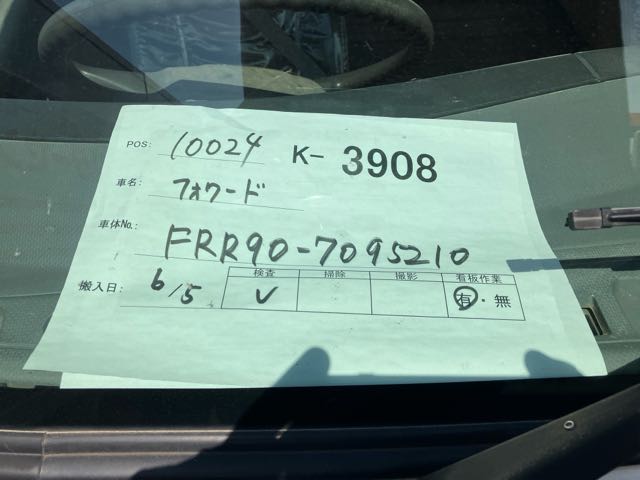 POS: 10024 K- 3908
車名: フォワード
車体No.: FRR90-7095210
搬入日: 6/5
検査 掃除 撮影 看板作業
✓ 有・無